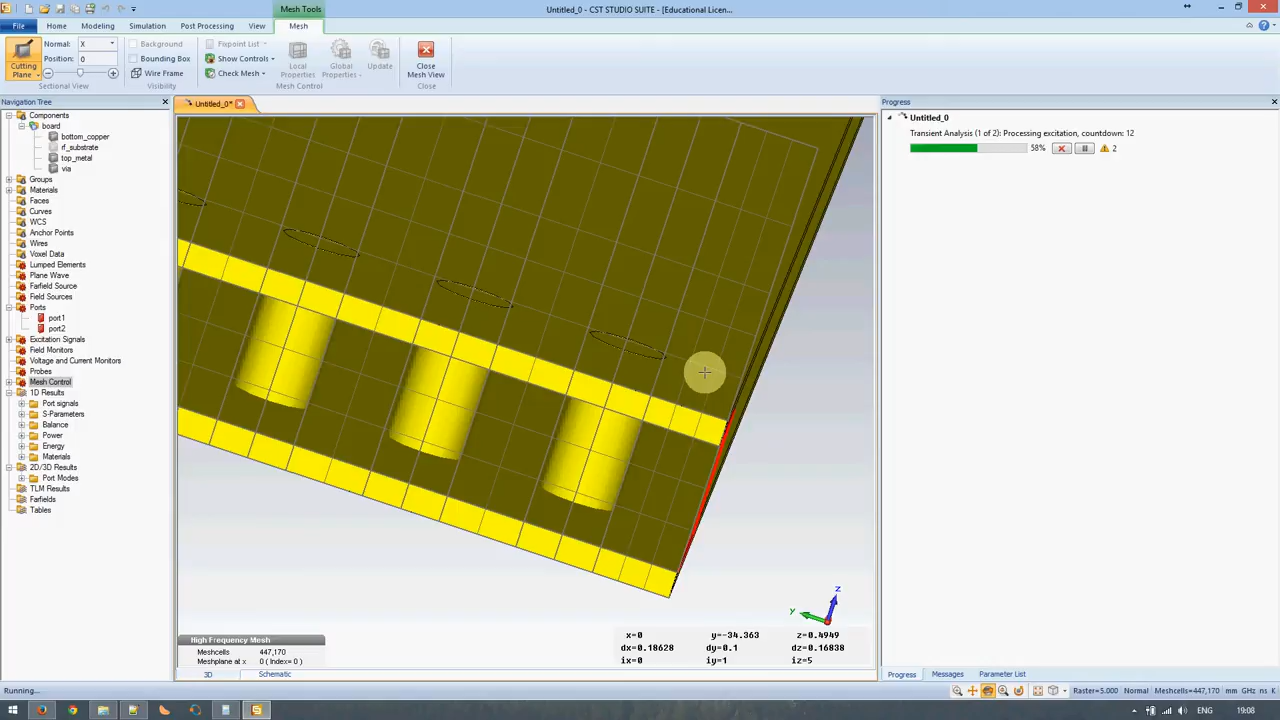 Mesh Tools
Untitled_0 - CST STUDIO SUITE - [Educational Licen...
File Home Modeling Simulation Post Processing View Mesh
Cutting Plane
Normal: X
Position: 0
Sectional View
Background
Bounding Box
Wire Frame
Visibility
Fixpoint List
Show Controls
Check Mesh
Local Properties
Global Properties
Update
Mesh Control
Close Mesh View
Close
Navigation Tree
Components
board
bottom_copper
rf_substrate
top_metal
via
Groups
Materials
Faces
Curves
WCS
Anchor Points
Wires
Voxel Data
Lumped Elements
Plane Wave
Farfield Source
Field Sources
Ports
port1
port2
Excitation Signals
Field Monitors
Voltage and Current Monitors
Probes
Mesh Control
1D Results
Port signals
S-Parameters
Balance
Power
Energy
Materials
2D/3D Results
Port Modes
TLM Results
Farfields
Tables
Untitled_0*
High Frequency Mesh
Meshcells 447,170
Meshplane at x 0 ( Index= 0 )
x=0 y=-34.363 z=0.4949
dx=0.18628 dy=0.1 dz=0.16838
ix=0 iy=1 iz=5
z
y
3D Schematic
Progress
Untitled_0
Transient Analysis (1 of 2): Processing excitation, countdown: 12
58% 2
Progress Messages Parameter List
Running...
Raster=5.000 Normal Meshcells=447,170 mm GHz ns K
ENG 19:08